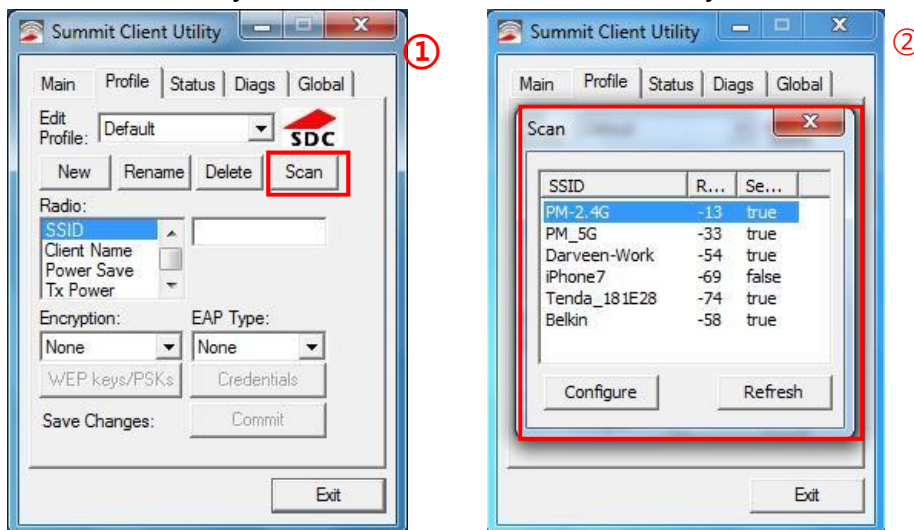 Summit Client Utility
①
Main Profile Status Diags Global
Edit
Profile: Default
SDC
New Rename Delete Scan
Radio:
SSID
Client Name
Power Save
Tx Power
Encryption: EAP Type:
None None
WEP keys/PSKs Credentials
Save Changes: Commit
Exit
Summit Client Utility
②
Main Profile Status Diags Global
Scan
SSID R... Se...
PM-2.4G -13 true
PM_5G -33 true
Darveen-Work -54 true
iPhone7 -69 false
Tenda_181E28 -74 true
Belkin -58 true
Configure Refresh
Exit